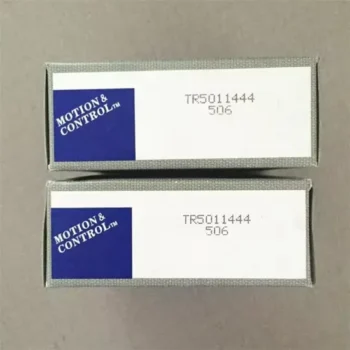 MOTION &
CONTROL™
TR5011444
506
MOTION &
CONTROL™
TR5011444
506